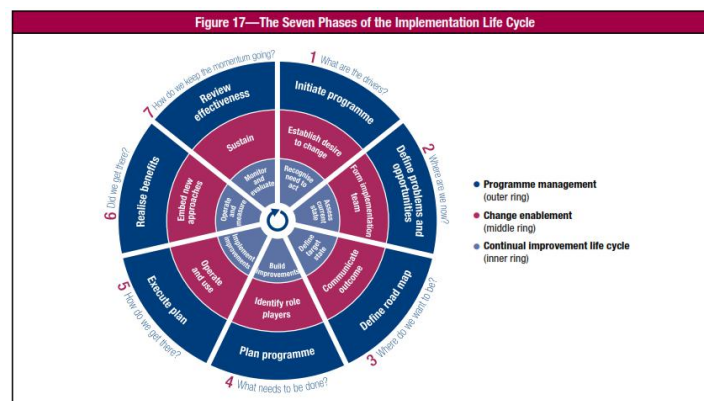 Figure 17—The Seven Phases of the Implementation Life Cycle
1 What are the drivers?
Initiate programme
Establish desire
to change
Recognise
need to
act
2 Where are we now?
Define problems and
opportunities
Form implementation
team
Assess
current
state
3 Where do we want to be?
Define road map
Communicate
outcome
Define
target
state
4 What needs to be done?
Plan programme
Identify role
players
Build
improvements
5 How do we get there?
Execute plan
Operate
and use
Implement
improvements
6 Did we get there?
Realise benefits
Embed new
approaches
Operate
and
measure
7 How do we keep the momentum going?
Review
effectiveness
Sustain
Monitor
and
evaluate
Programme management
(outer ring)
Change enablement
(middle ring)
Continual improvement life cycle
(inner ring)